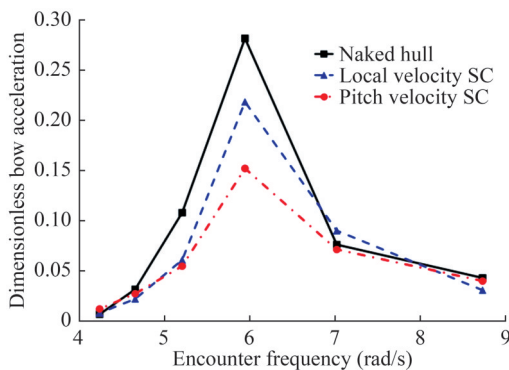 Dimensionless bow acceleration
0.30
0.25
0.20
0.15
0.10
0.05
0
Naked hull
Local velocity SC
Pitch velocity SC
4 5 6 7 8 9
Encounter frequency (rad/s)